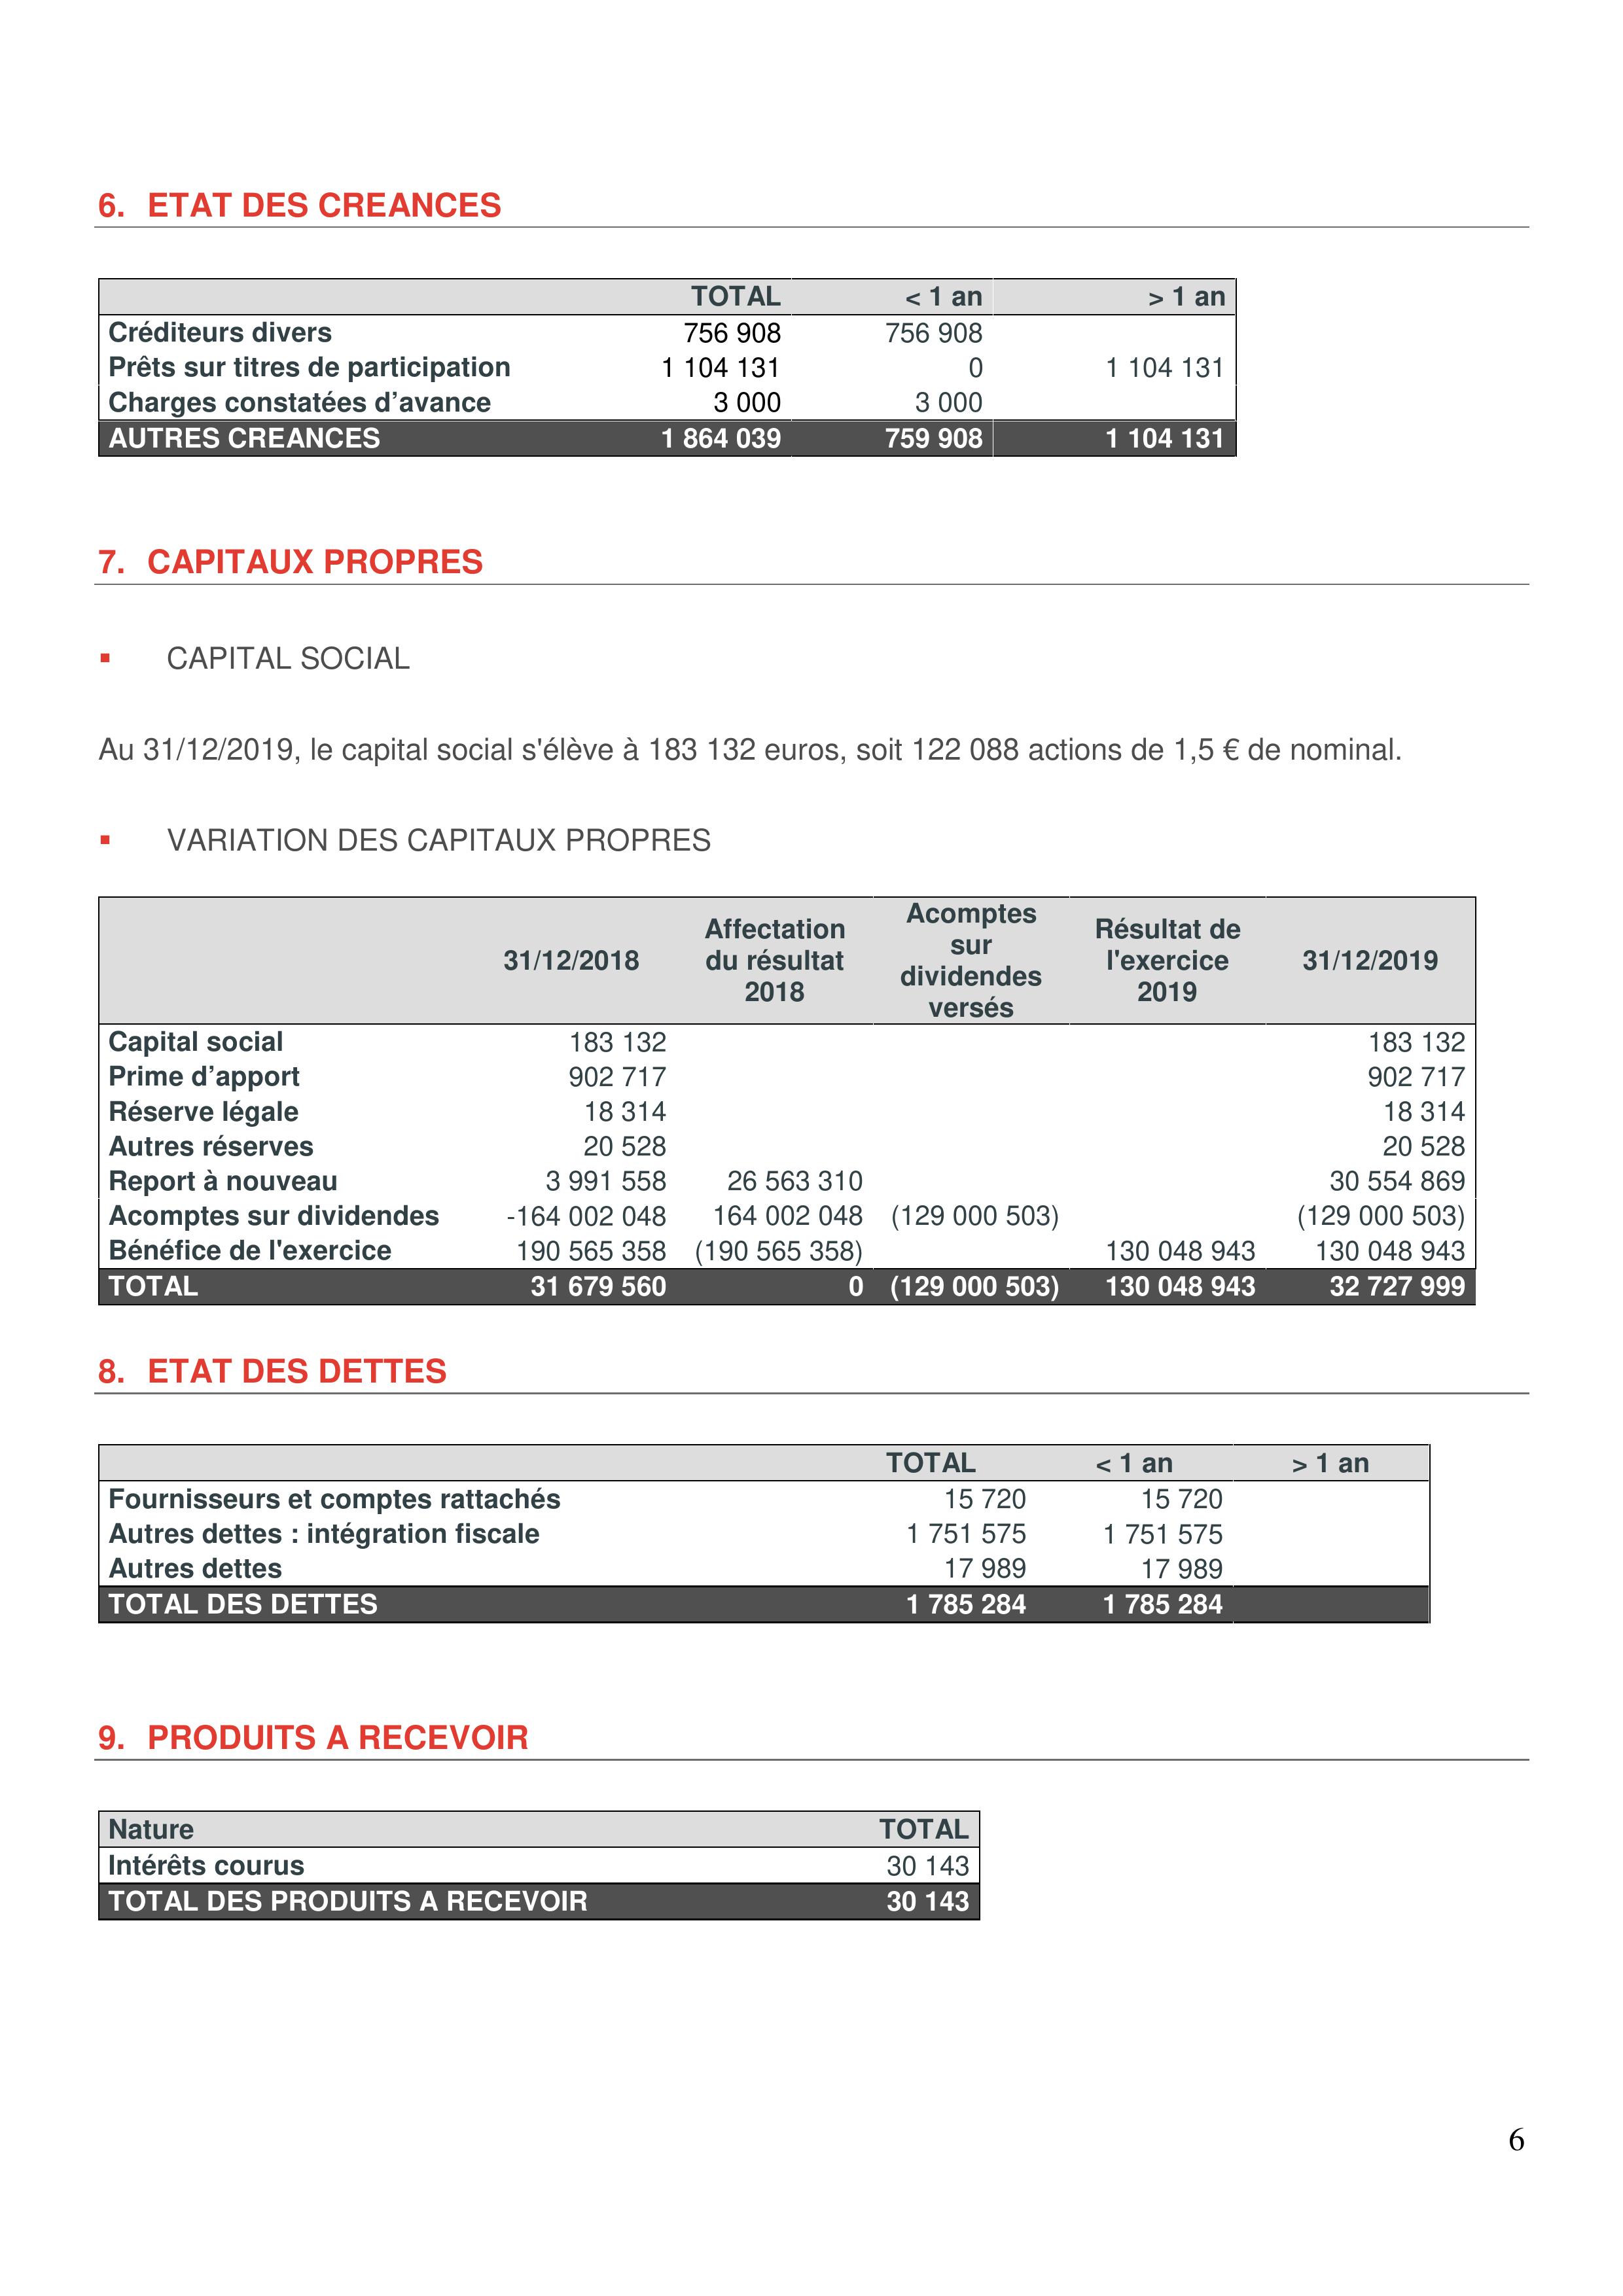 6. ETAT DES CREANCES
TOTAL < 1 an > 1 an
Créditeurs divers 756 908 756 908
Prêts sur titres de participation 1 104 131 0 1 104 131
Charges constatées d’avance 3 000 3 000
AUTRES CREANCES 1 864 039 759 908 1 104 131
7. CAPITAUX PROPRES
▪ CAPITAL SOCIAL
Au 31/12/2019, le capital social s'élève à 183 132 euros, soit 122 088 actions de 1,5 € de nominal.
▪ VARIATION DES CAPITAUX PROPRES
31/12/2018 Affectation du résultat 2018 Acomptes sur dividendes versés Résultat de l'exercice 2019 31/12/2019
Capital social 183 132 183 132
Prime d’apport 902 717 902 717
Réserve légale 18 314 18 314
Autres réserves 20 528 20 528
Report à nouveau 3 991 558 26 563 310 30 554 869
Acomptes sur dividendes -164 002 048 164 002 048 (129 000 503) (129 000 503)
Bénéfice de l'exercice 190 565 358 (190 565 358) 130 048 943 130 048 943
TOTAL 31 679 560 0 (129 000 503) 130 048 943 32 727 999
8. ETAT DES DETTES
TOTAL < 1 an > 1 an
Fournisseurs et comptes rattachés 15 720 15 720
Autres dettes : intégration fiscale 1 751 575 1 751 575
Autres dettes 17 989 17 989
TOTAL DES DETTES 1 785 284 1 785 284
9. PRODUITS A RECEVOIR
Nature TOTAL
Intérêts courus 30 143
TOTAL DES PRODUITS A RECEVOIR 30 143
6